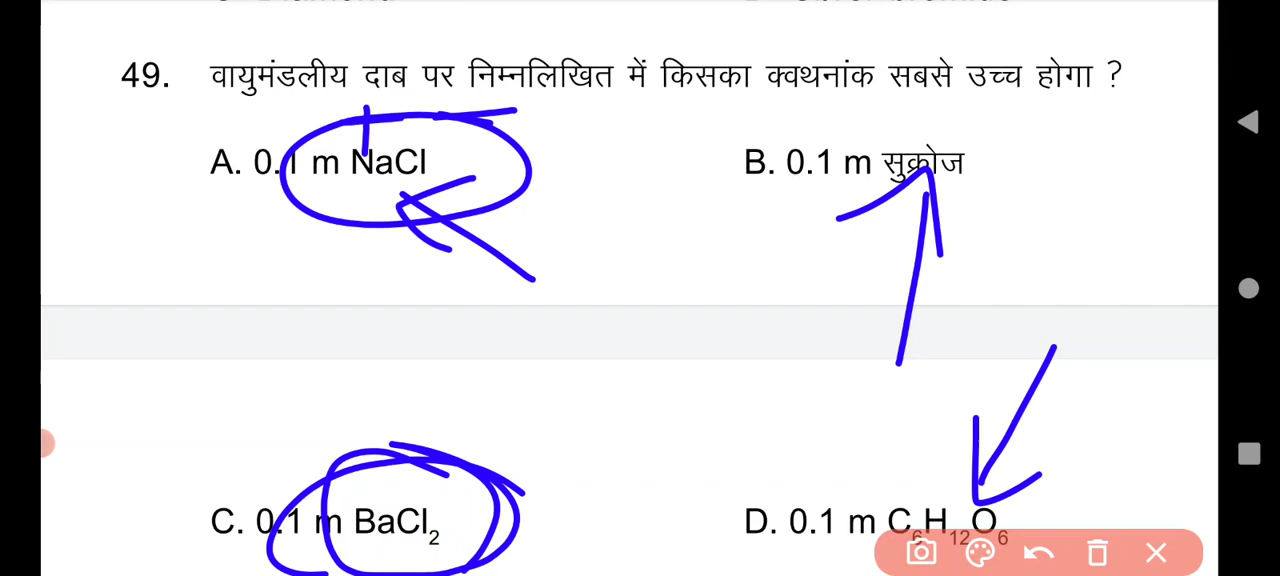 49. वायुमंडलीय दाब पर निम्नलिखित में किसका क्वथनांक सबसे उच्च होगा ?
A. 0.1 m NaCl B. 0.1 m सुक्रोज
C. 0.1 m BaCl₂ D. 0.1 m C₆H₁₂O₆